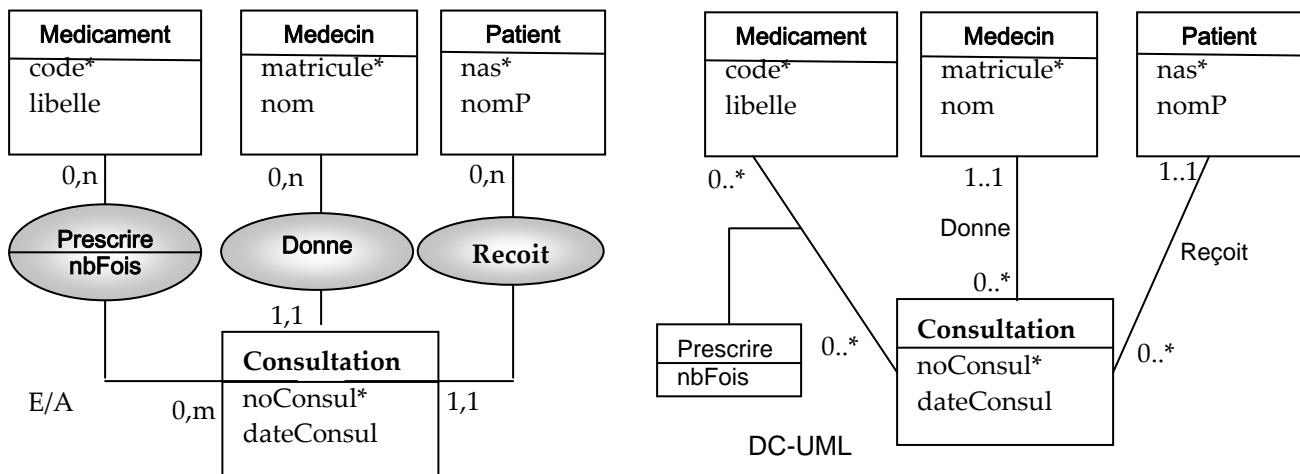 Medicament
code*
libelle
Medecin
matricule*
nom
Patient
nas*
nomP
0,n
0,n
0,n
Prescrire
nbFois
Donne
Recoit
1,1
Consultation
noConsul*
dateConsul
E/A
0,m
1,1
Medicament
code*
libelle
Medecin
matricule*
nom
Patient
nas*
nomP
0..*
1..1
1..1
Donne
Reçoit
0..*
Prescrire
nbFois
0..*
Consultation
noConsul*
dateConsul
0..*
DC-UML